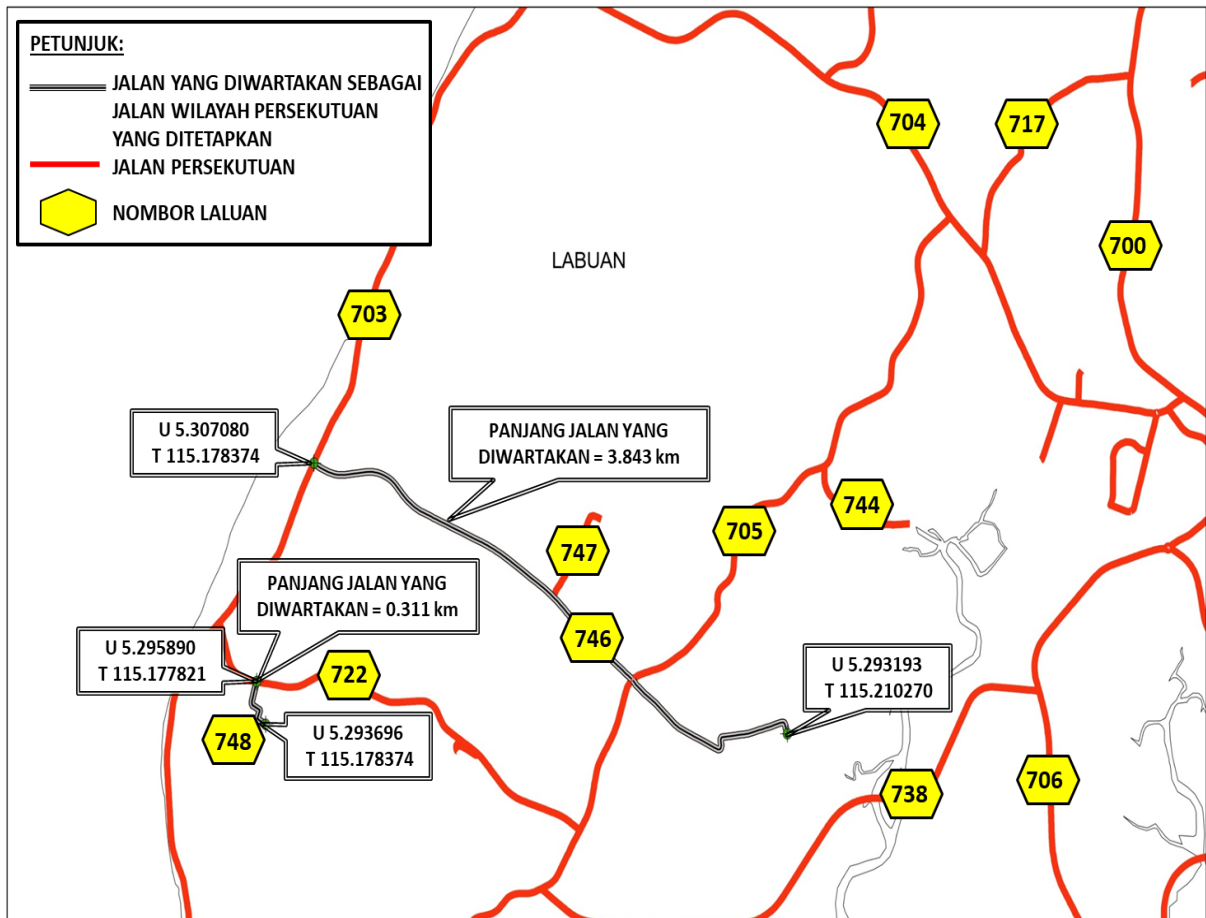 PETUNJUK:
JALAN YANG DIWARTAKAN SEBAGAI
JALAN WILAYAH PERSEKUTUAN
YANG DITETAPKAN
JALAN PERSEKUTUAN
NOMBOR LALUAN
704
717
700
LABUAN
703
U 5.307080
T 115.178374
PANJANG JALAN YANG
DIWARTAKAN = 3.843 km
744
705
747
PANJANG JALAN YANG
DIWARTAKAN = 0.311 km
746
U 5.295890
T 115.177821
722
U 5.293193
T 115.210270
748
U 5.293696
T 115.178374
738
706